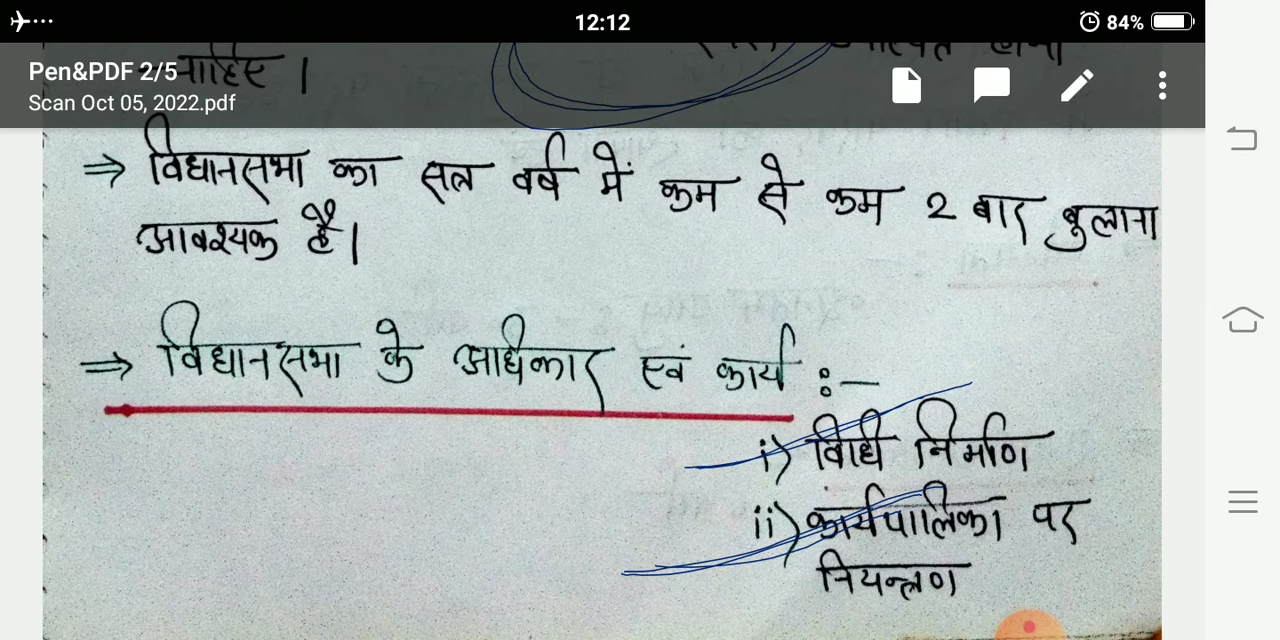 12:12
84%
Pen&PDF 2/5
Scan Oct 05, 2022.pdf
चाहिए।
⇒ विधानसभा का सत्र वर्ष में कम से कम 2 बार बुलाना
आवश्यक है।
⇒ विधानसभा के अधिकार एवं कार्य :—
i) विधि निर्माण
ii) कार्यपालिका पर
नियन्त्रण